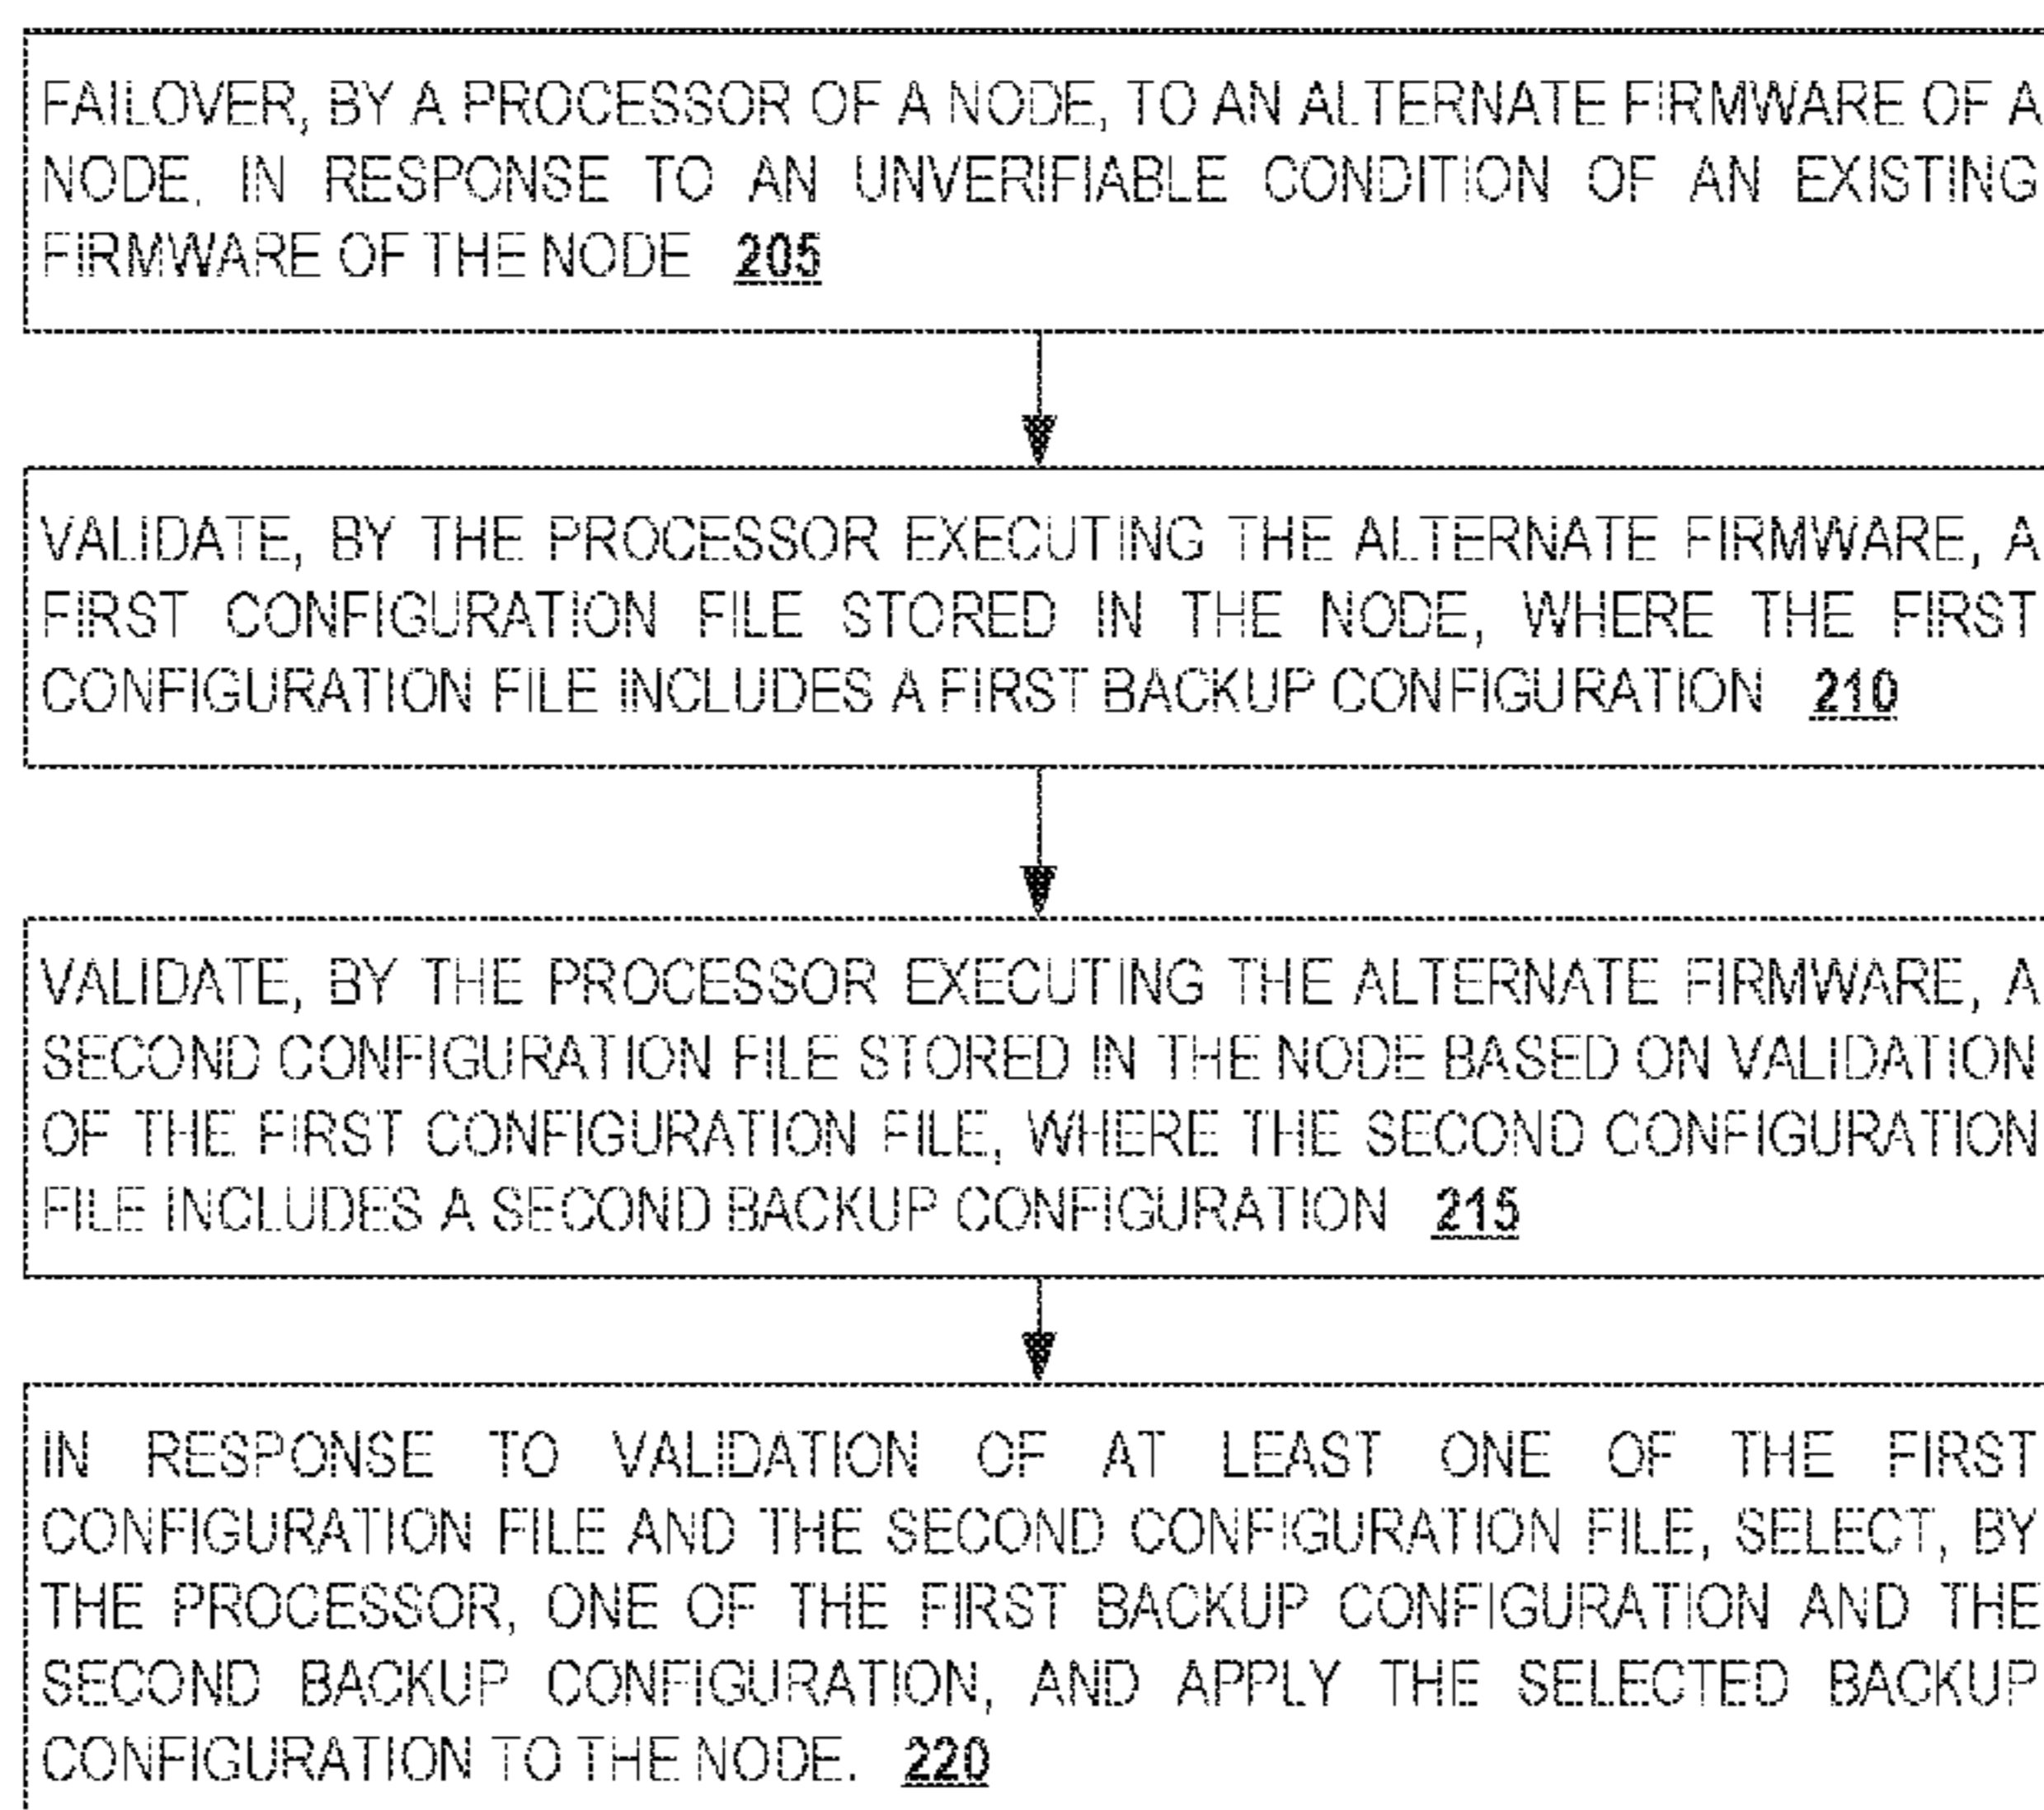 FAILOVER, BY A PROCESSOR OF A NODE, TO AN ALTERNATE FIRMWARE OF A
NODE, IN RESPONSE TO AN UNVERIFIABLE CONDITION OF AN EXISTING
FIRMWARE OF THE NODE 205
VALIDATE, BY THE PROCESSOR EXECUTING THE ALTERNATE FIRMWARE, A
FIRST CONFIGURATION FILE STORED IN THE NODE, WHERE THE FIRST
CONFIGURATION FILE INCLUDES A FIRST BACKUP CONFIGURATION 210
VALIDATE, BY THE PROCESSOR EXECUTING THE ALTERNATE FIRMWARE, A
SECOND CONFIGURATION FILE STORED IN THE NODE BASED ON VALIDATION
OF THE FIRST CONFIGURATION FILE, WHERE THE SECOND CONFIGURATION
FILE INCLUDES A SECOND BACKUP CONFIGURATION 215
IN RESPONSE TO VALIDATION OF AT LEAST ONE OF THE FIRST
CONFIGURATION FILE AND THE SECOND CONFIGURATION FILE, SELECT, BY
THE PROCESSOR, ONE OF THE FIRST BACKUP CONFIGURATION AND THE
SECOND BACKUP CONFIGURATION, AND APPLY THE SELECTED BACKUP
CONFIGURATION TO THE NODE. 220